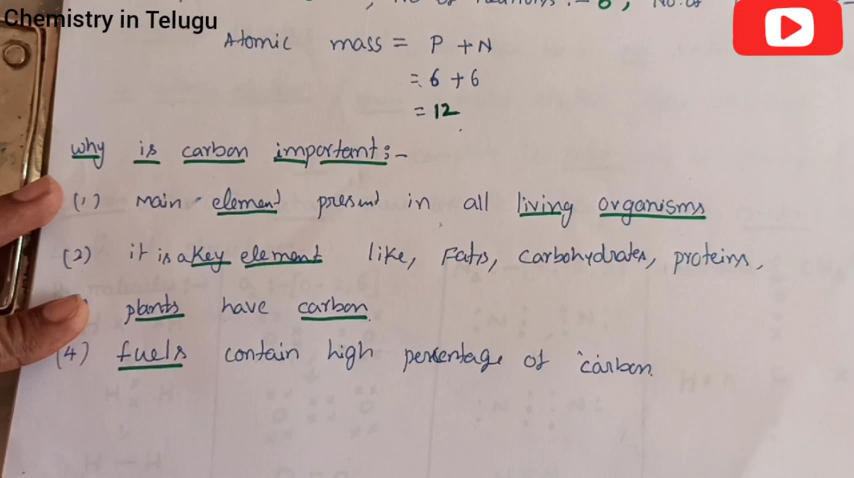 Chemistry in Telugu
Atomic mass = P + N
= 6 + 6
= 12
why is carbon important :-
(1) Main element present in all living organisms
(2) it is a key element like, Fats, carbohydrates, proteins,
plants have carbon.
(4) fuels contain high percentage of carbon.